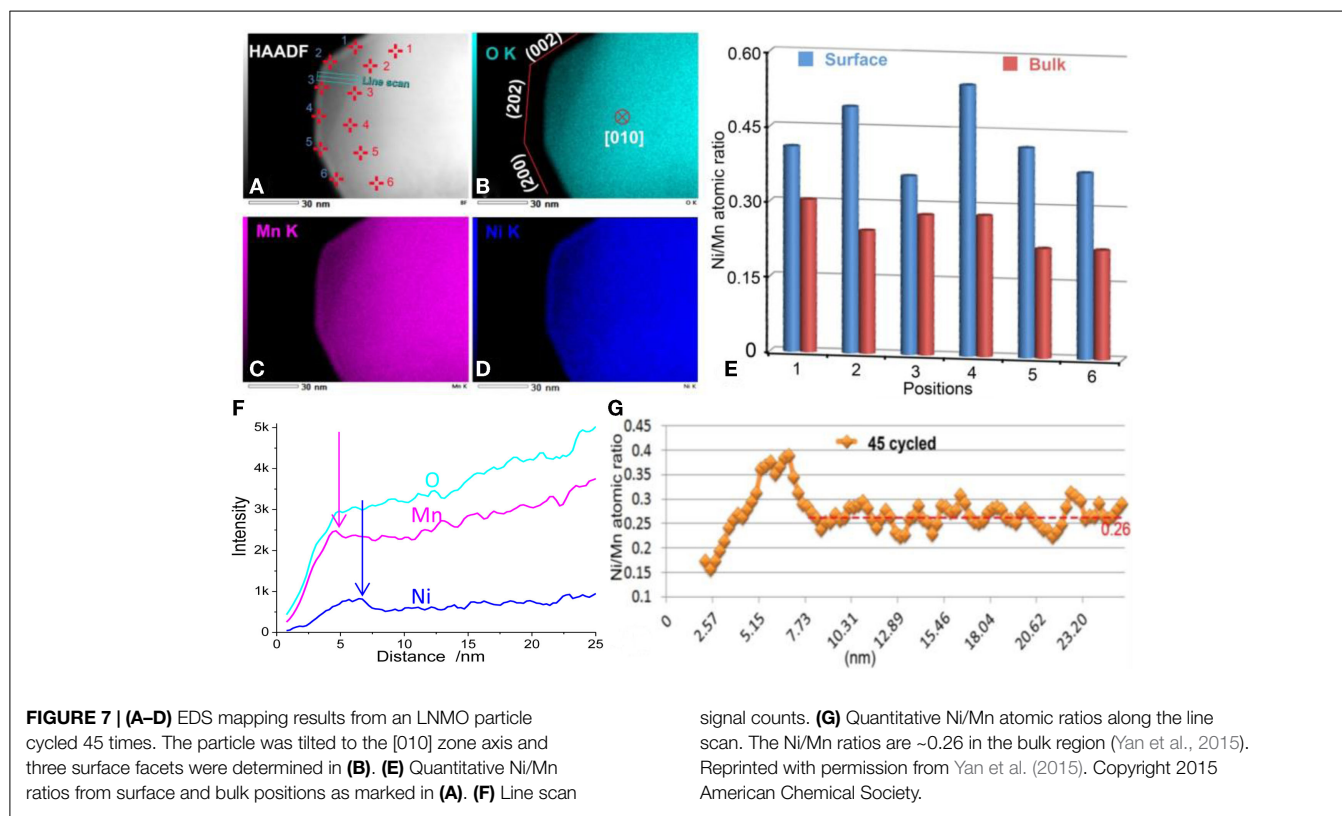 HAADF
1
1
2
2
3
Line scan
3
4
4
5
5
6
6
A
30 nm
BF
O K
(002)
(202)
[010]
(200)
B
30 nm
O K
Mn K
C
30 nm
Mn K
Ni K
D
30 nm
Ni K
Ni/Mn atomic ratio
0.60
0.45
0.30
0.15
0
Surface
Bulk
1 2 3 4 5 6
Positions
E
F
Intensity
5k
4k
3k
2k
1k
0
O
Mn
Ni
0 5 10 15 20 25
Distance /nm
G
Ni/Mn atomic ratio
0.45
0.4
0.35
0.3
0.25
0.2
0.15
0.1
45 cycled
0.26
0 2.57 5.15 7.73 10.31 12.89 15.46 18.04 20.62 23.20
(nm)
FIGURE 7 | (A–D) EDS mapping results from an LNMO particle
cycled 45 times. The particle was tilted to the [010] zone axis and
three surface facets were determined in (B). (E) Quantitative Ni/Mn
ratios from surface and bulk positions as marked in (A). (F) Line scan
signal counts. (G) Quantitative Ni/Mn atomic ratios along the line
scan. The Ni/Mn ratios are ~0.26 in the bulk region (Yan et al., 2015).
Reprinted with permission from Yan et al. (2015). Copyright 2015
American Chemical Society.